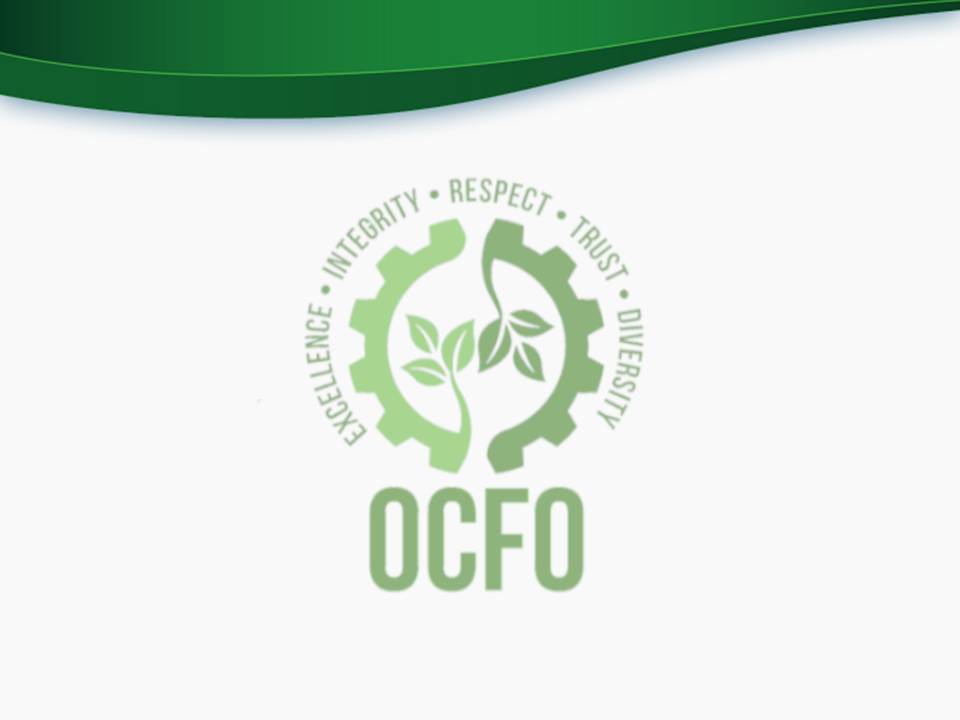 EXCELLENCE • INTEGRITY • RESPECT • TRUST • DIVERSITY
OCFO